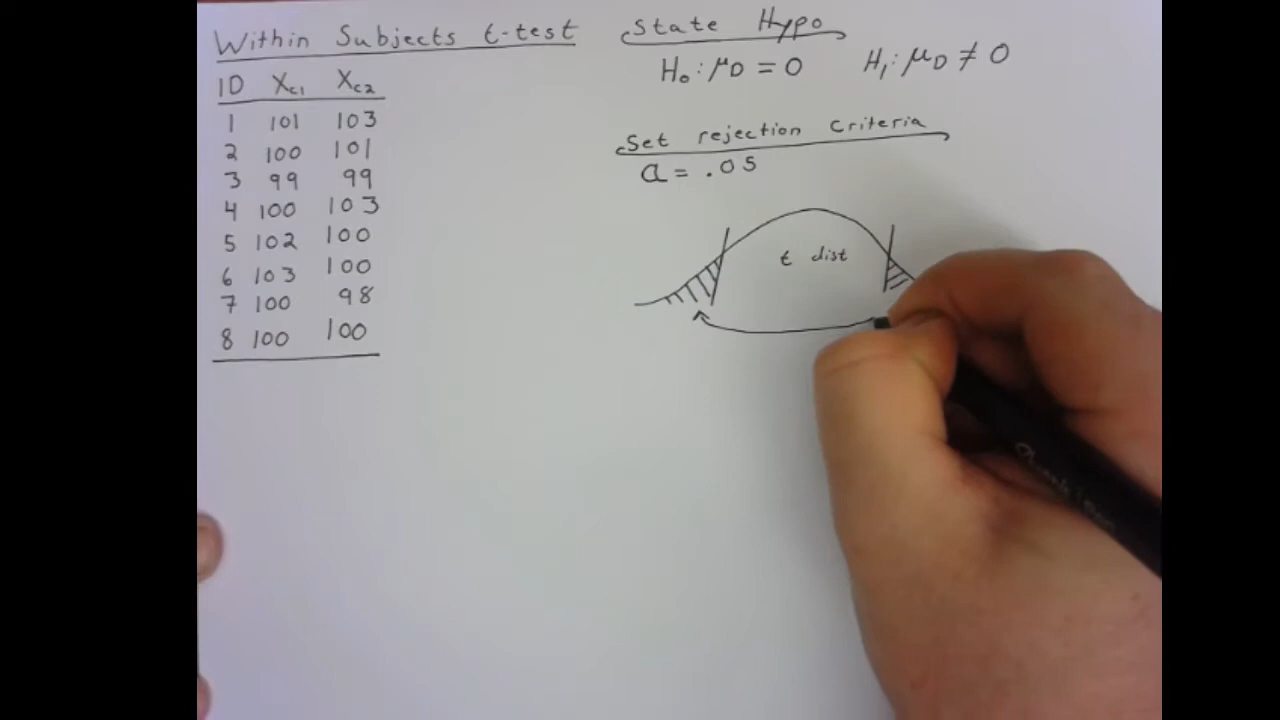 Within Subjects t-test
ID Xc1 Xc2
1 101 103
2 100 101
3 99 99
4 100 103
5 102 100
6 103 100
7 100 98
8 100 100
State Hypo
H₀: μD = 0 H₁: μD ≠ 0
Set rejection criteria
α = .05
t dist